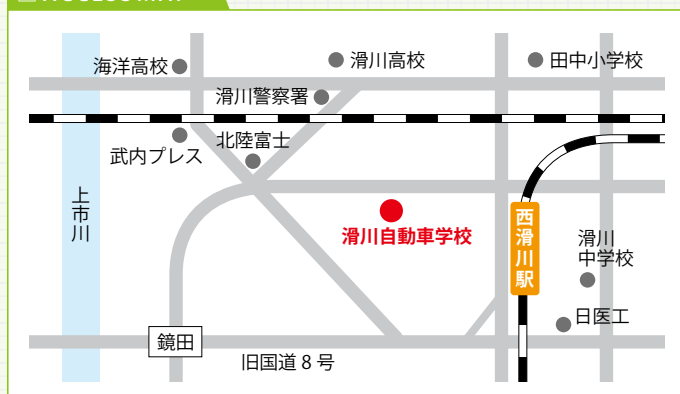 海洋高校
滑川高校
田中小学校
滑川警察署
武内プレス
北陸富士
上市川
滑川自動車学校
西滑川駅
滑川
中学校
日医工
鏡田
旧国道8号